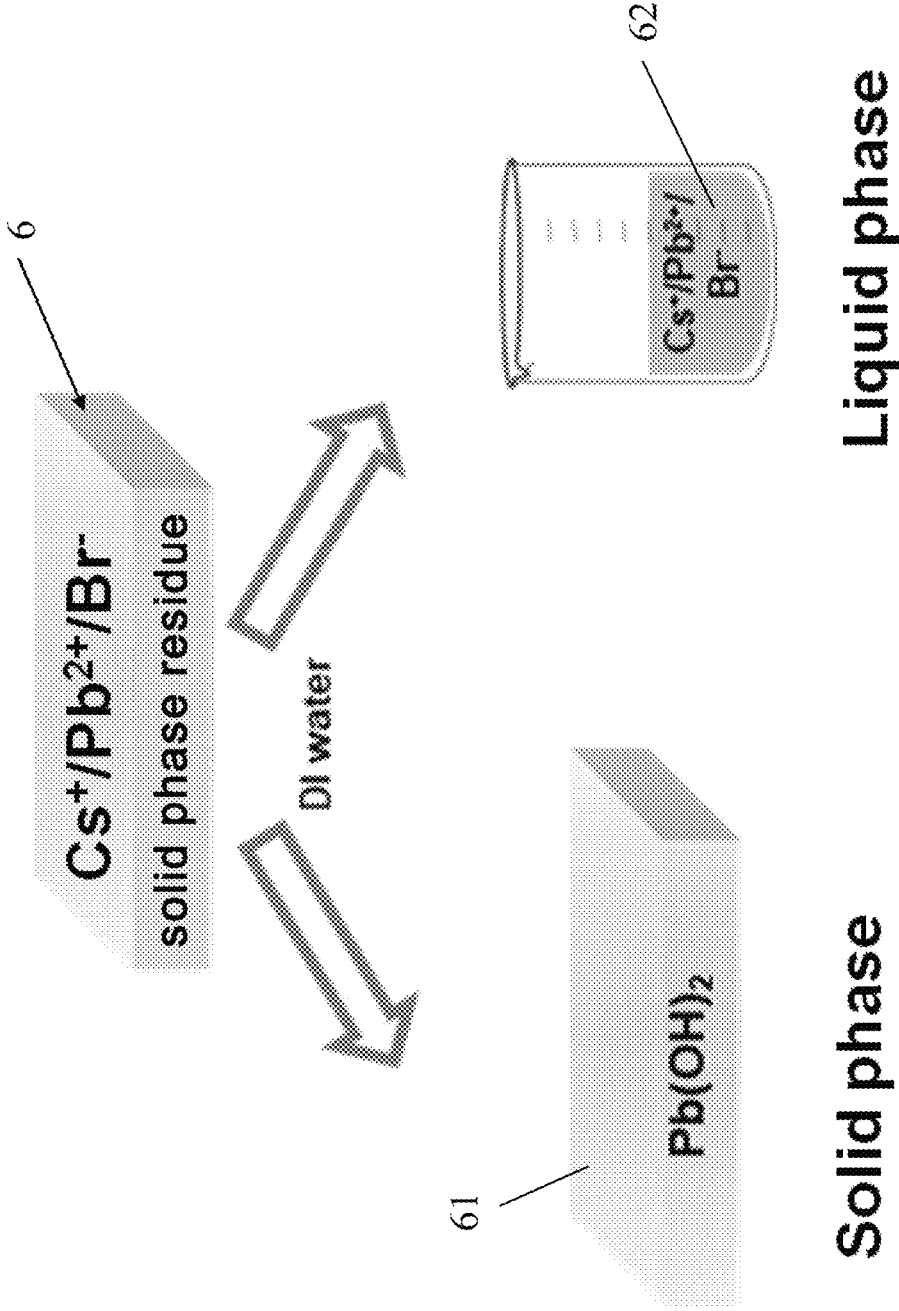 6
Cs⁺/Pb²⁺/Br⁻
solid phase residue
DI water
61
Pb(OH)₂
62
Cs⁺/Pb²⁺/
Br⁻
Solid phase
Liquid phase